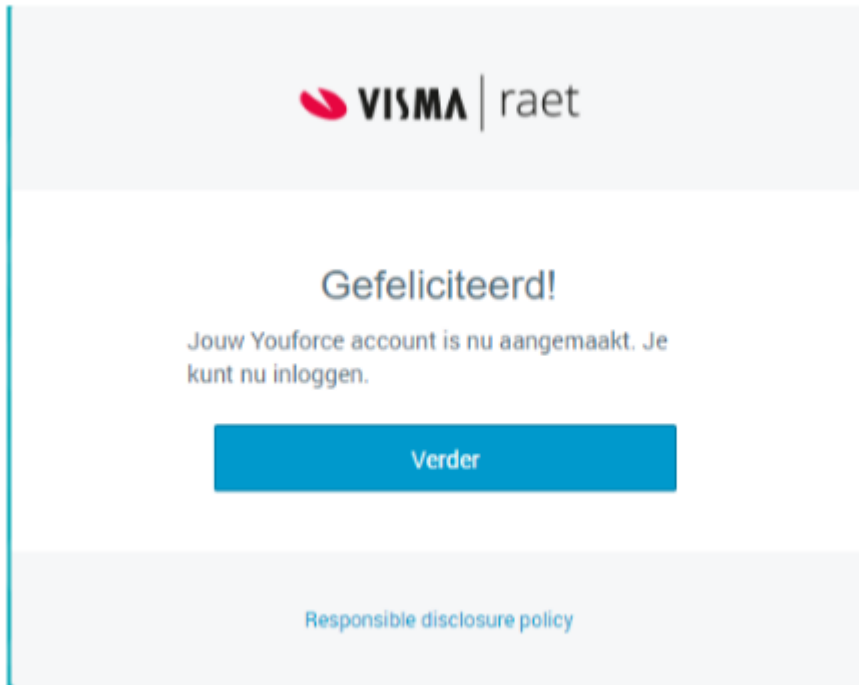 VISMA | raet
Gefeliciteerd!
Jouw Youforce account is nu aangemaakt. Je
kunt nu inloggen.
Verder
Responsible disclosure policy